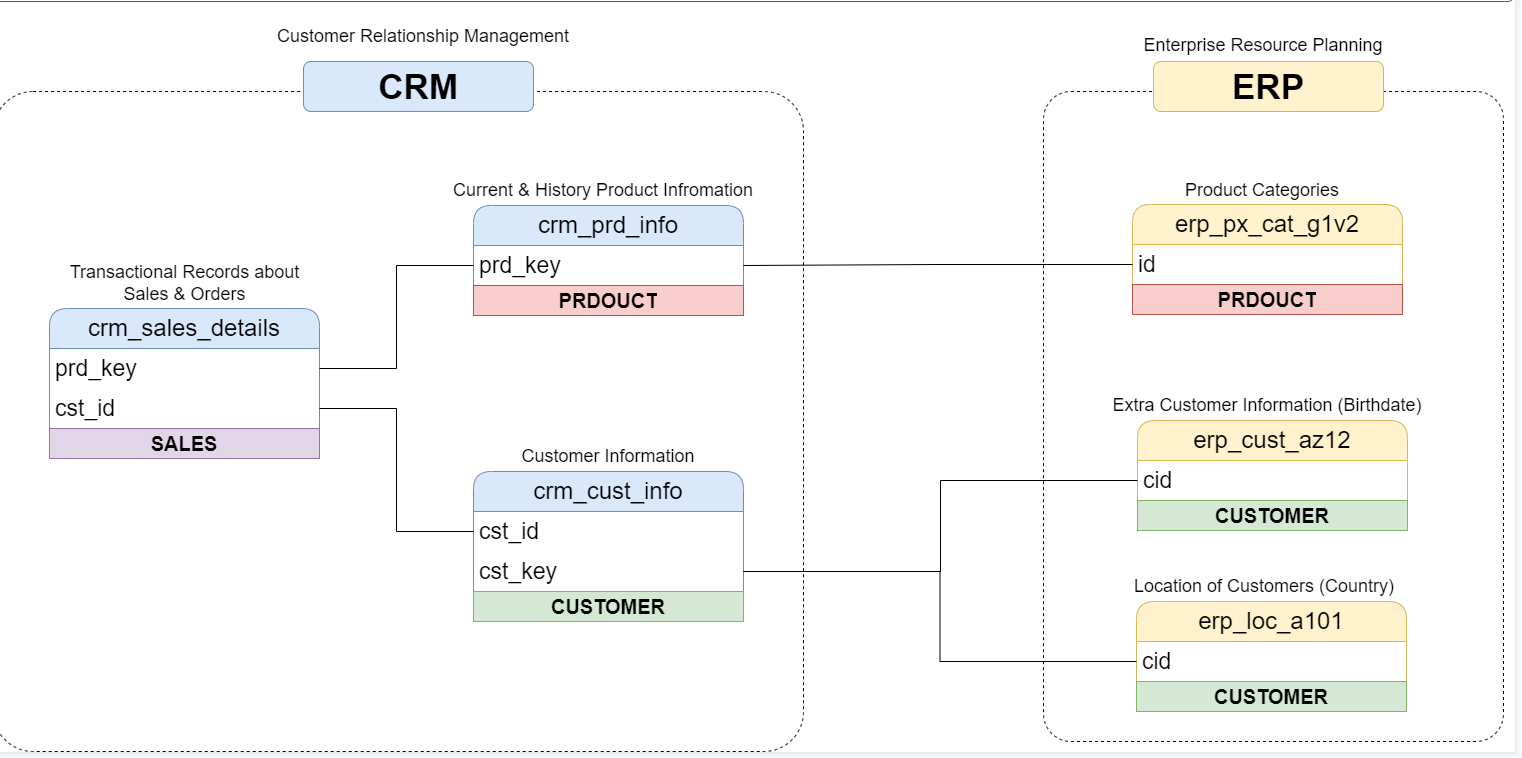 Customer Relationship Management
CRM
Enterprise Resource Planning
ERP
Current & History Product Infromation
crm_prd_info
prd_key
PRDOUCT
Product Categories
erp_px_cat_g1v2
id
PRDOUCT
Transactional Records about
Sales & Orders
crm_sales_details
prd_key
cst_id
SALES
Customer Information
crm_cust_info
cst_id
cst_key
CUSTOMER
Extra Customer Information (Birthdate)
erp_cust_az12
cid
CUSTOMER
Location of Customers (Country)
erp_loc_a101
cid
CUSTOMER